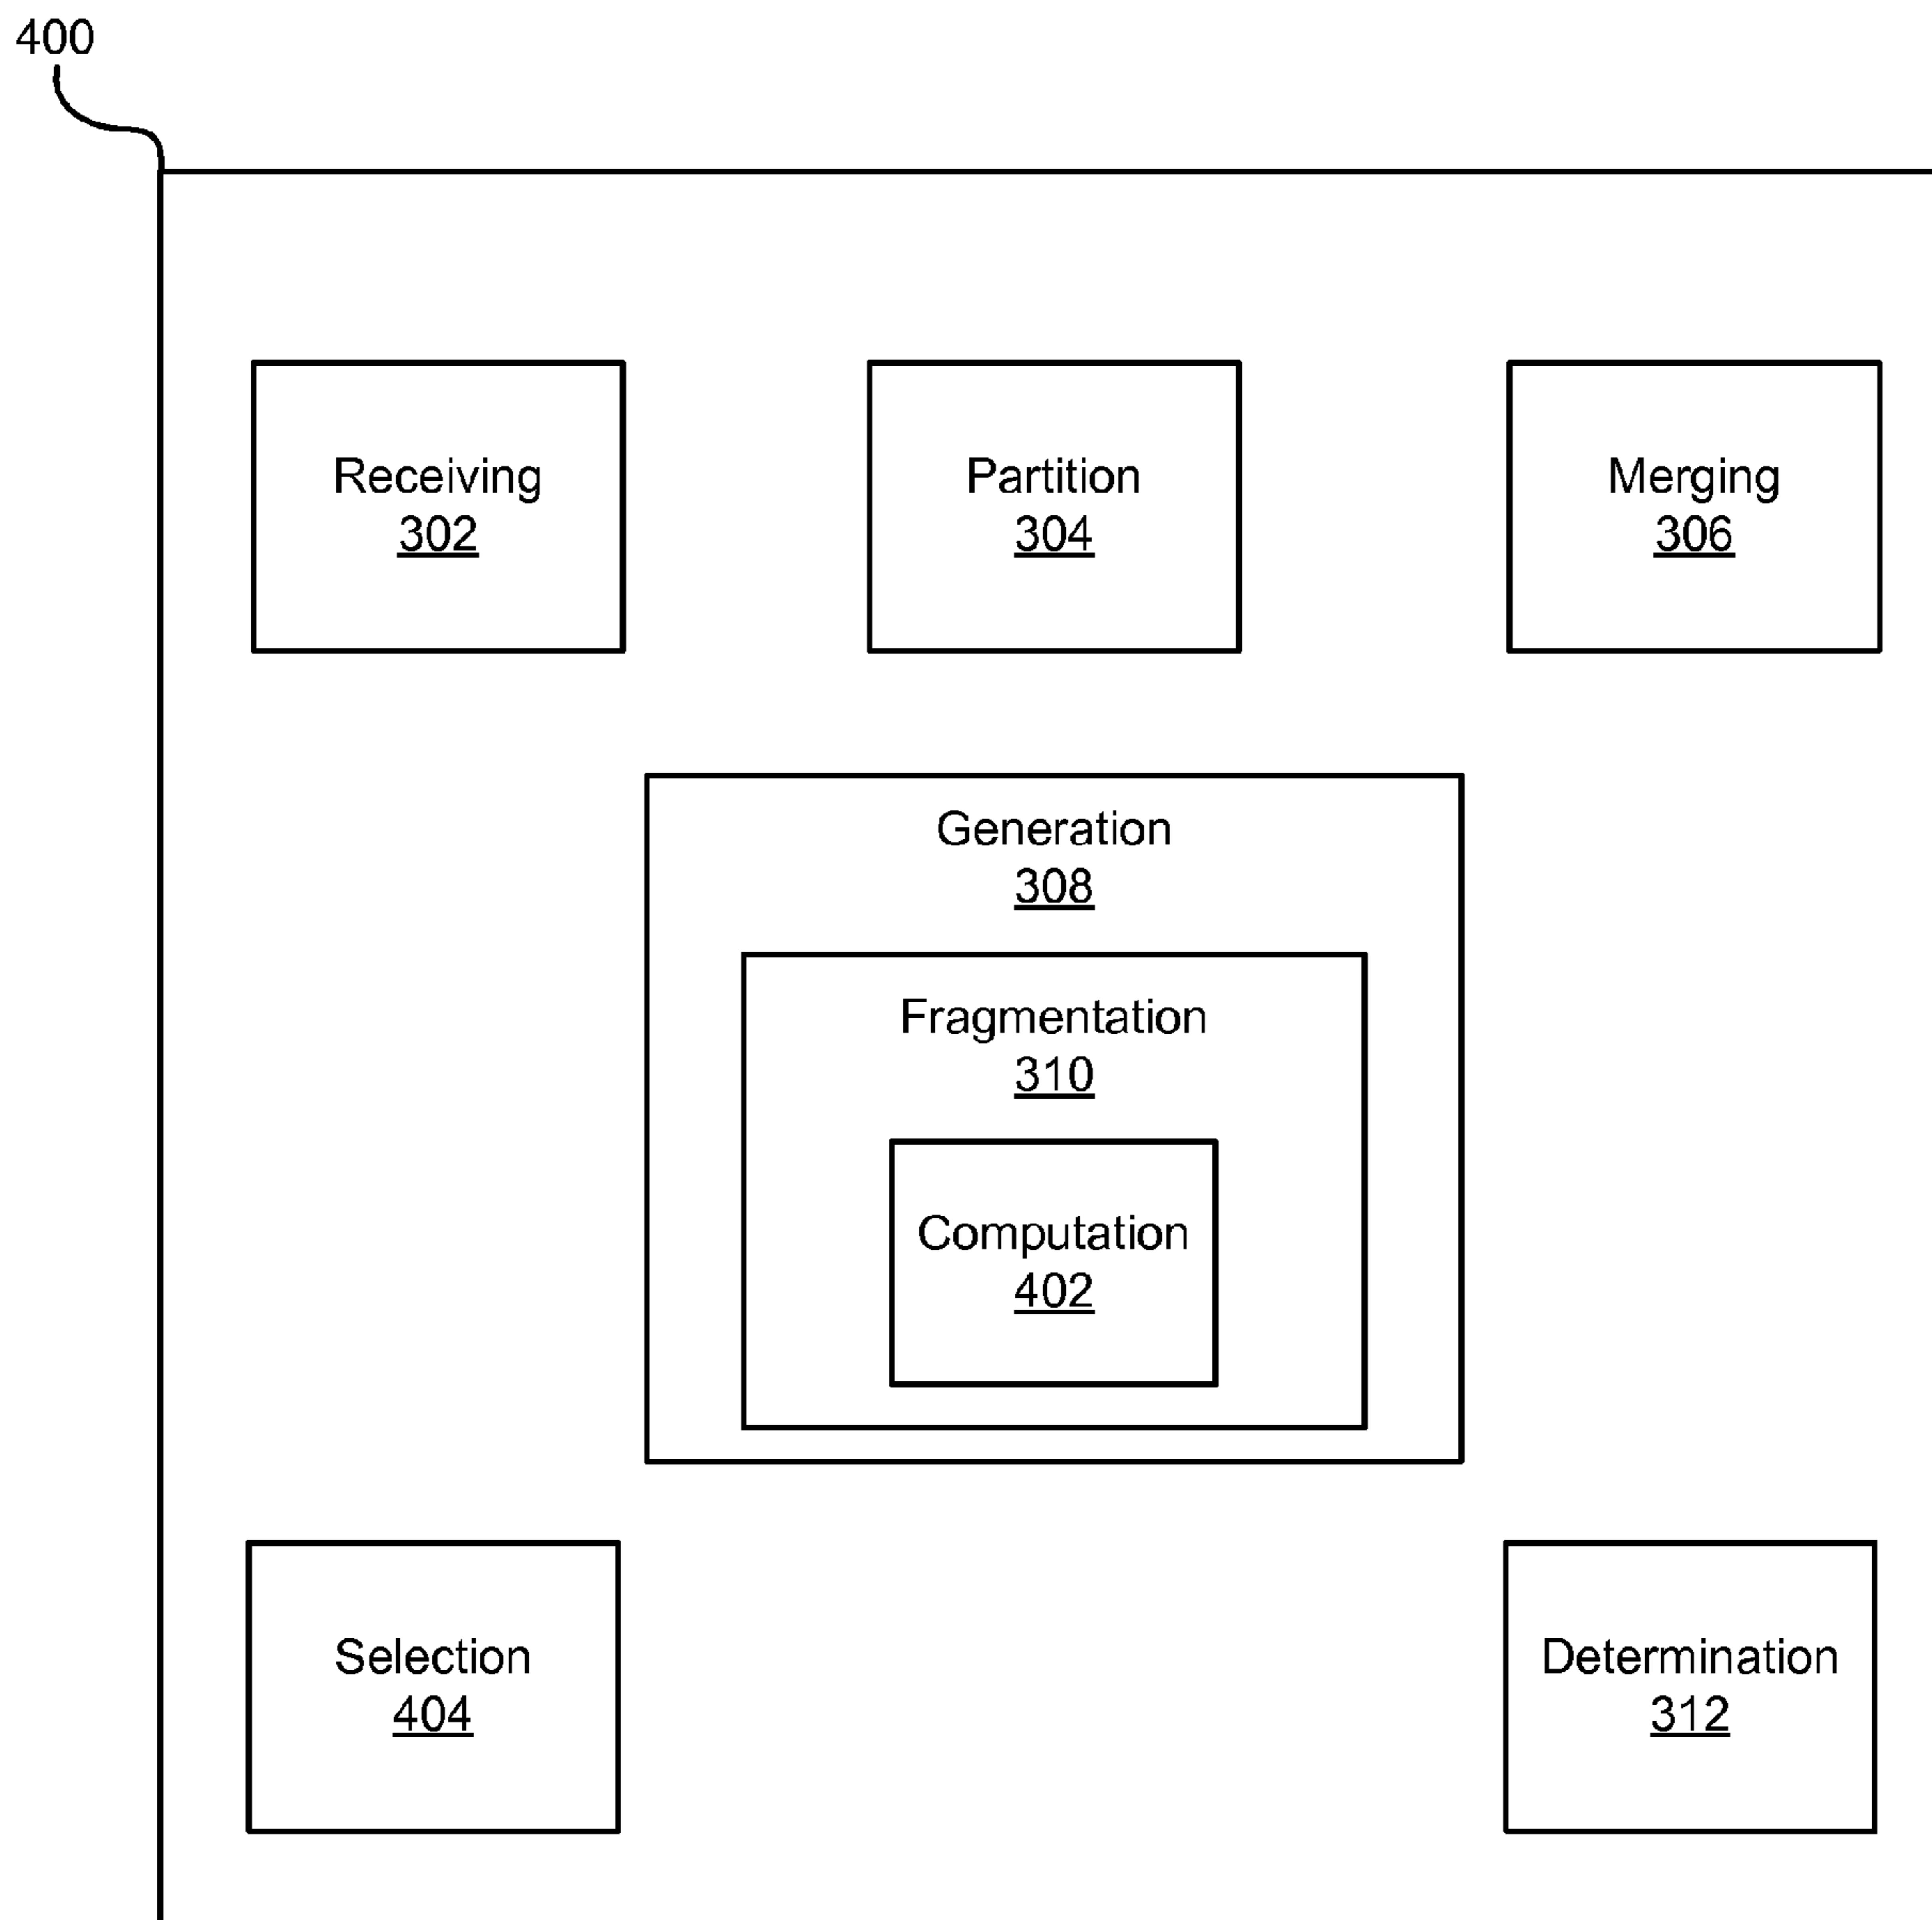 400
Receiving
302
Partition
304
Merging
306
Generation
308
Fragmentation
310
Computation
402
Selection
404
Determination
312